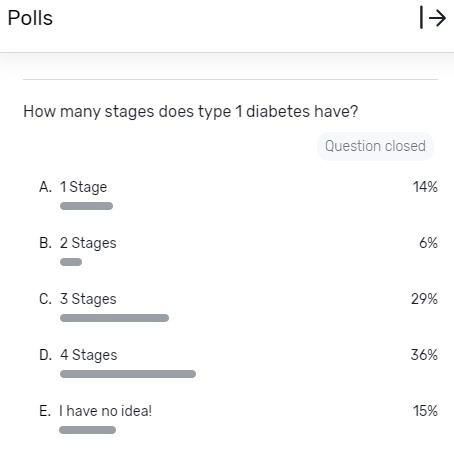 Polls
How many stages does type 1 diabetes have?
Question closed
A. 1 Stage 14%
B. 2 Stages 6%
C. 3 Stages 29%
D. 4 Stages 36%
E. I have no idea! 15%